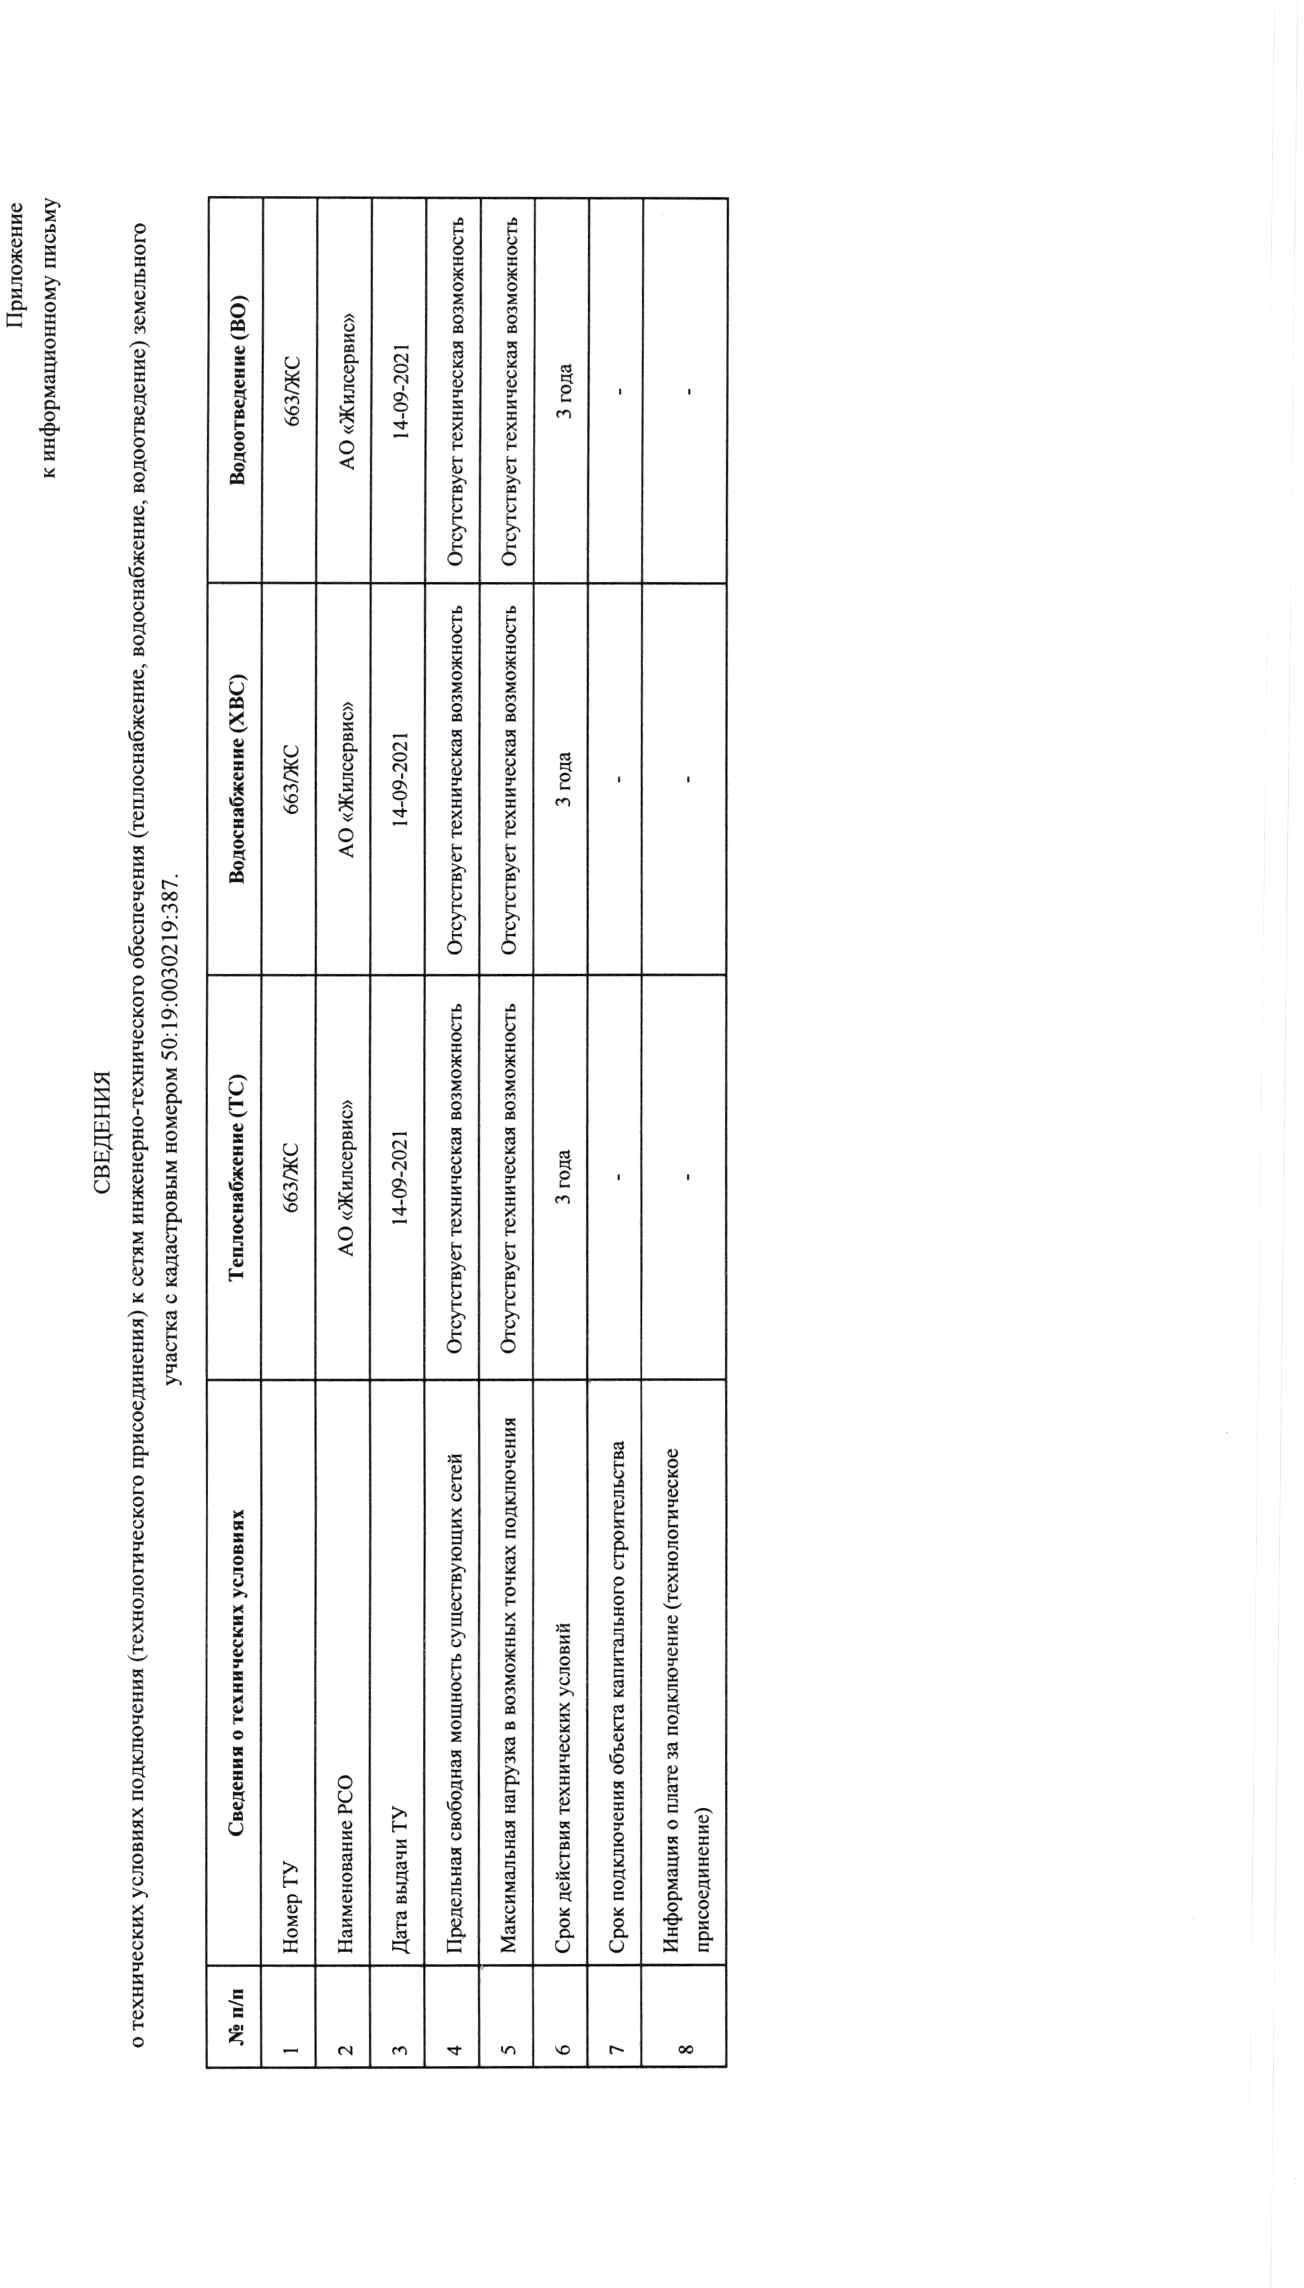 Приложение
к информационному письму
СВЕДЕНИЯ
о технических условиях подключения (технологического присоединения) к сетям инженерно-технического обеспечения (теплоснабжение, водоснабжение, водоотведение) земельного
участка с кадастровым номером 50:19:0030219:387.
№ п/п Сведения о технических условиях Теплоснабжение (ТС) Водоснабжение (ХВС) Водоотведение (ВО)
1 Номер ТУ 663/ЖС 663/ЖС 663/ЖС
2 Наименование РСО АО «Жилсервис» АО «Жилсервис» АО «Жилсервис»
3 Дата выдачи ТУ 14-09-2021 14-09-2021 14-09-2021
4 Предельная свободная мощность существующих сетей Отсутствует техническая возможность Отсутствует техническая возможность Отсутствует техническая возможность
5 Максимальная нагрузка в возможных точках подключения Отсутствует техническая возможность Отсутствует техническая возможность Отсутствует техническая возможность
6 Срок действия технических условий 3 года 3 года 3 года
7 Срок подключения объекта капитального строительства - - -
8 Информация о плате за подключение (технологическое
присоединение) - - -